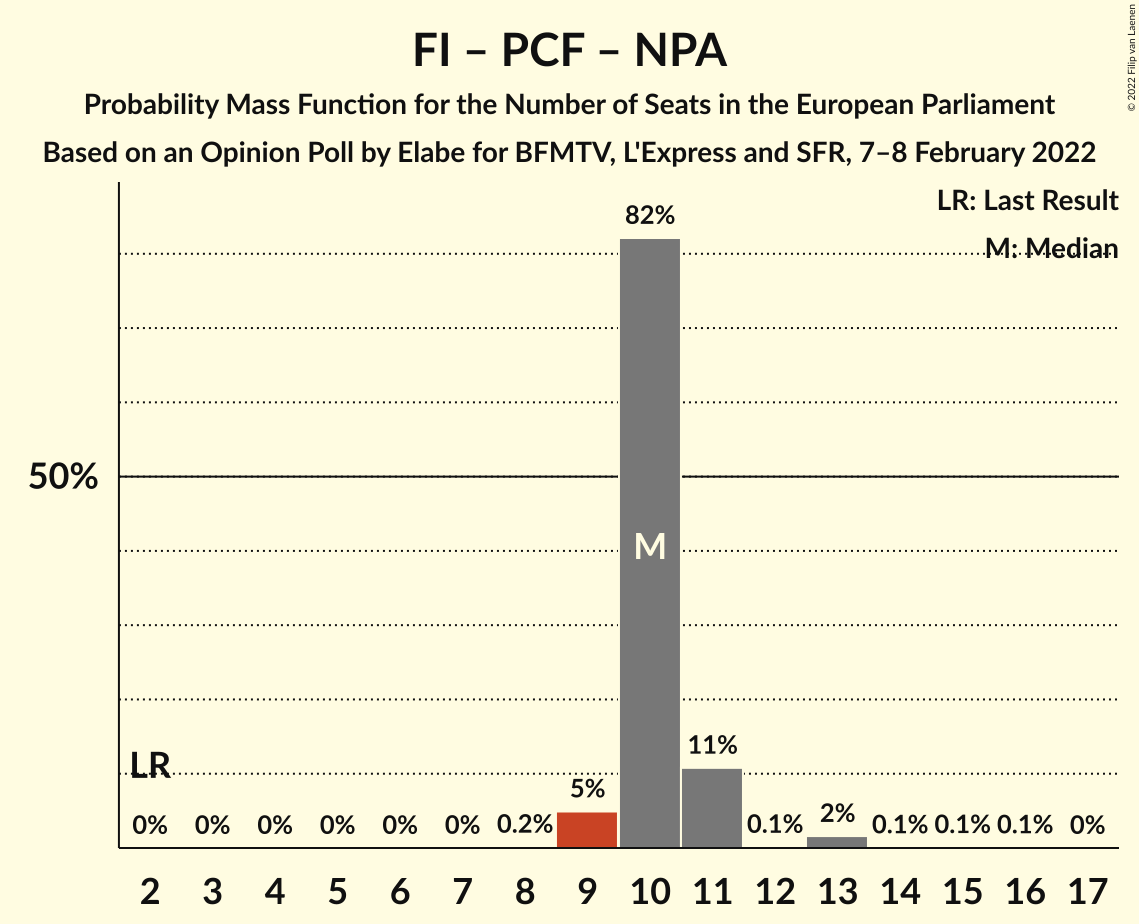 FI – PCF – NPA
Probability Mass Function for the Number of Seats in the European Parliament
Based on an Opinion Poll by Elabe for BFMTV, L'Express and SFR, 7–8 February 2022
© 2022 Filip van Laenen
LR: Last Result
M: Median
82%
50%
M
11%
LR
5%
0% 0% 0% 0% 0% 0% 0.2% 0.1% 2% 0.1% 0.1% 0.1% 0%
2 3 4 5 6 7 8 9 10 11 12 13 14 15 16 17